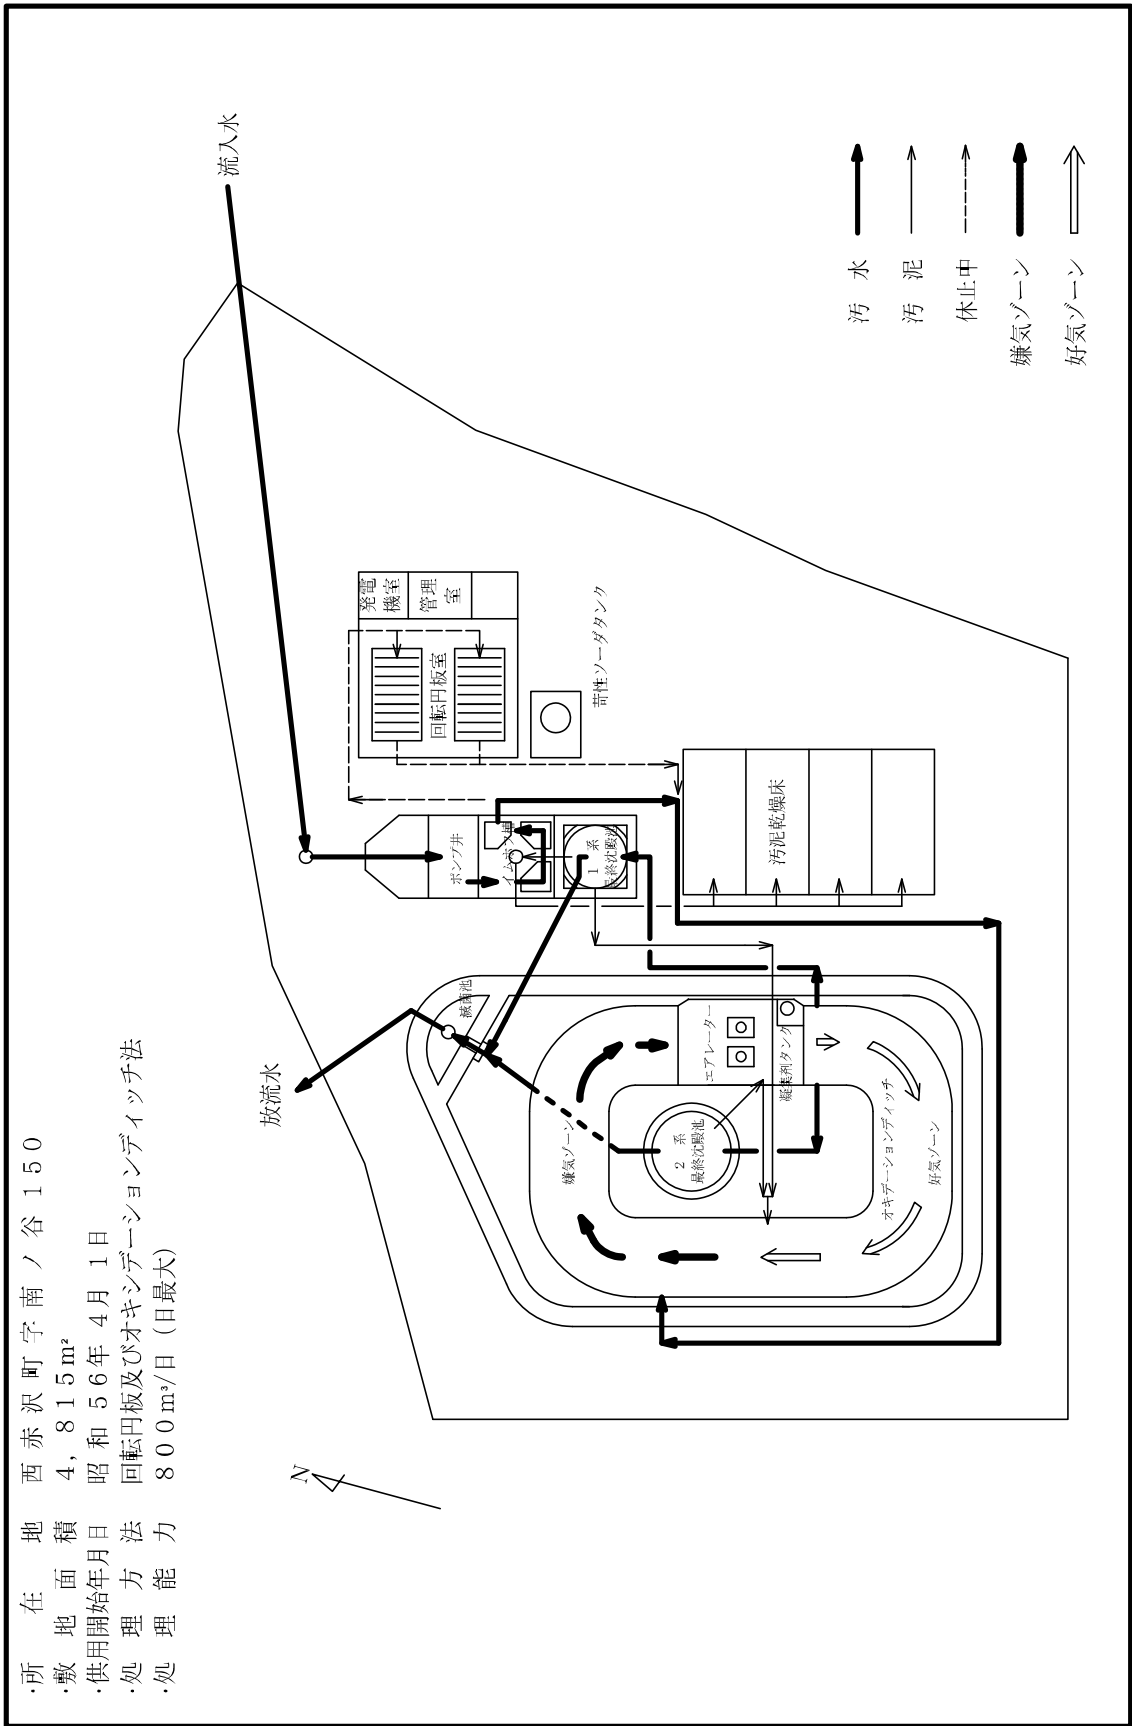 ・所在地 西赤沢町字南ノ谷１５０
・敷地面積 ４，８１５m²
・供用開始年月日 昭和５６年４月１日
・処理方法 回転円板及びオキシデーションディッチ法
・処理能力 ８００m³/日（日最大）
N
放流水
流入水
滅菌池
ポンプ井
イムホフ槽
１系
最終沈殿池
発電
機室
管理
室
回転円板室
苛性ソーダタンク
汚泥乾燥床
嫌気ゾーン
２系
最終沈殿池
エアレーター
凝集剤タンク
オキデーションディッチ
好気ゾーン
汚水
汚泥
休止中
嫌気ゾーン
好気ゾーン